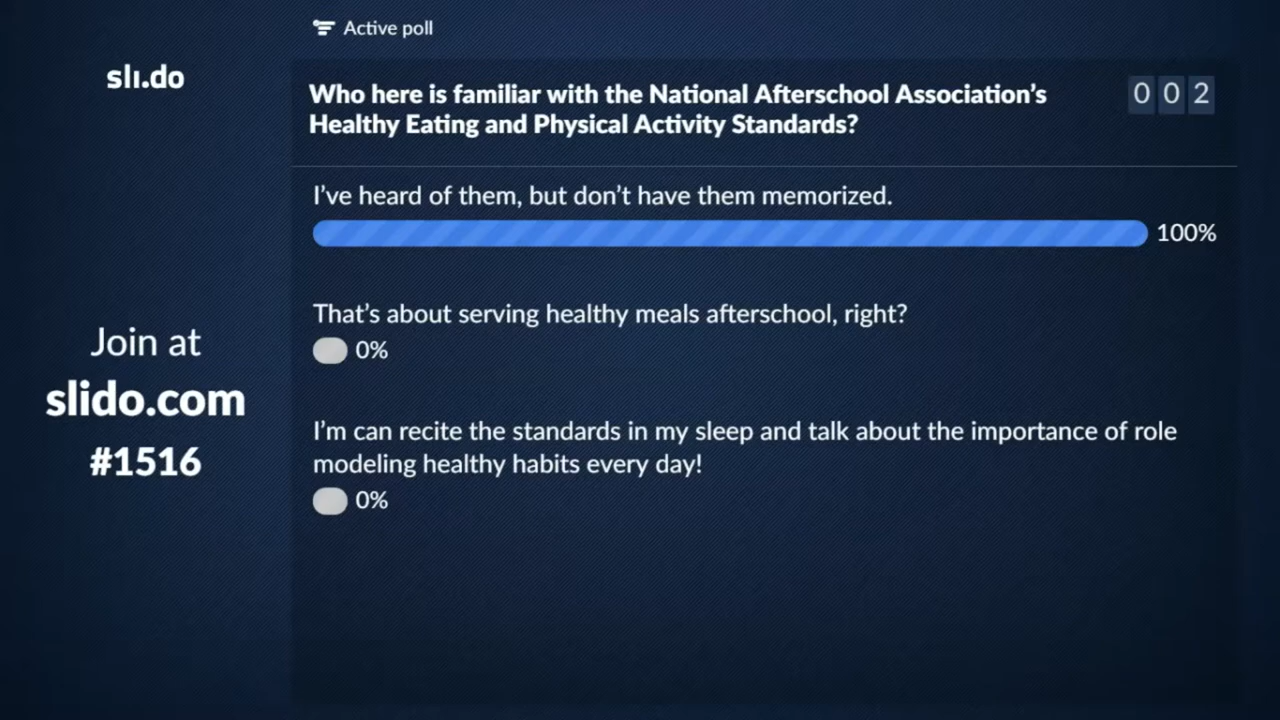 Active poll
sli.do
Who here is familiar with the National Afterschool Association's
Healthy Eating and Physical Activity Standards?
002
I've heard of them, but don't have them memorized.
100%
That's about serving healthy meals afterschool, right?
0%
Join at
slido.com
#1516
I'm can recite the standards in my sleep and talk about the importance of role
modeling healthy habits every day!
0%